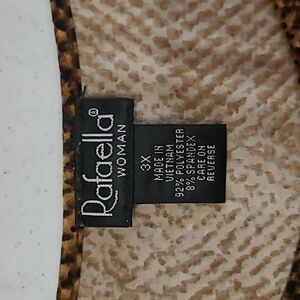 Rafaella®
WOMAN
3X
MADE IN
VIETNAM
92% POLYESTER
8% SPANDEX
CARE ON
REVERSE